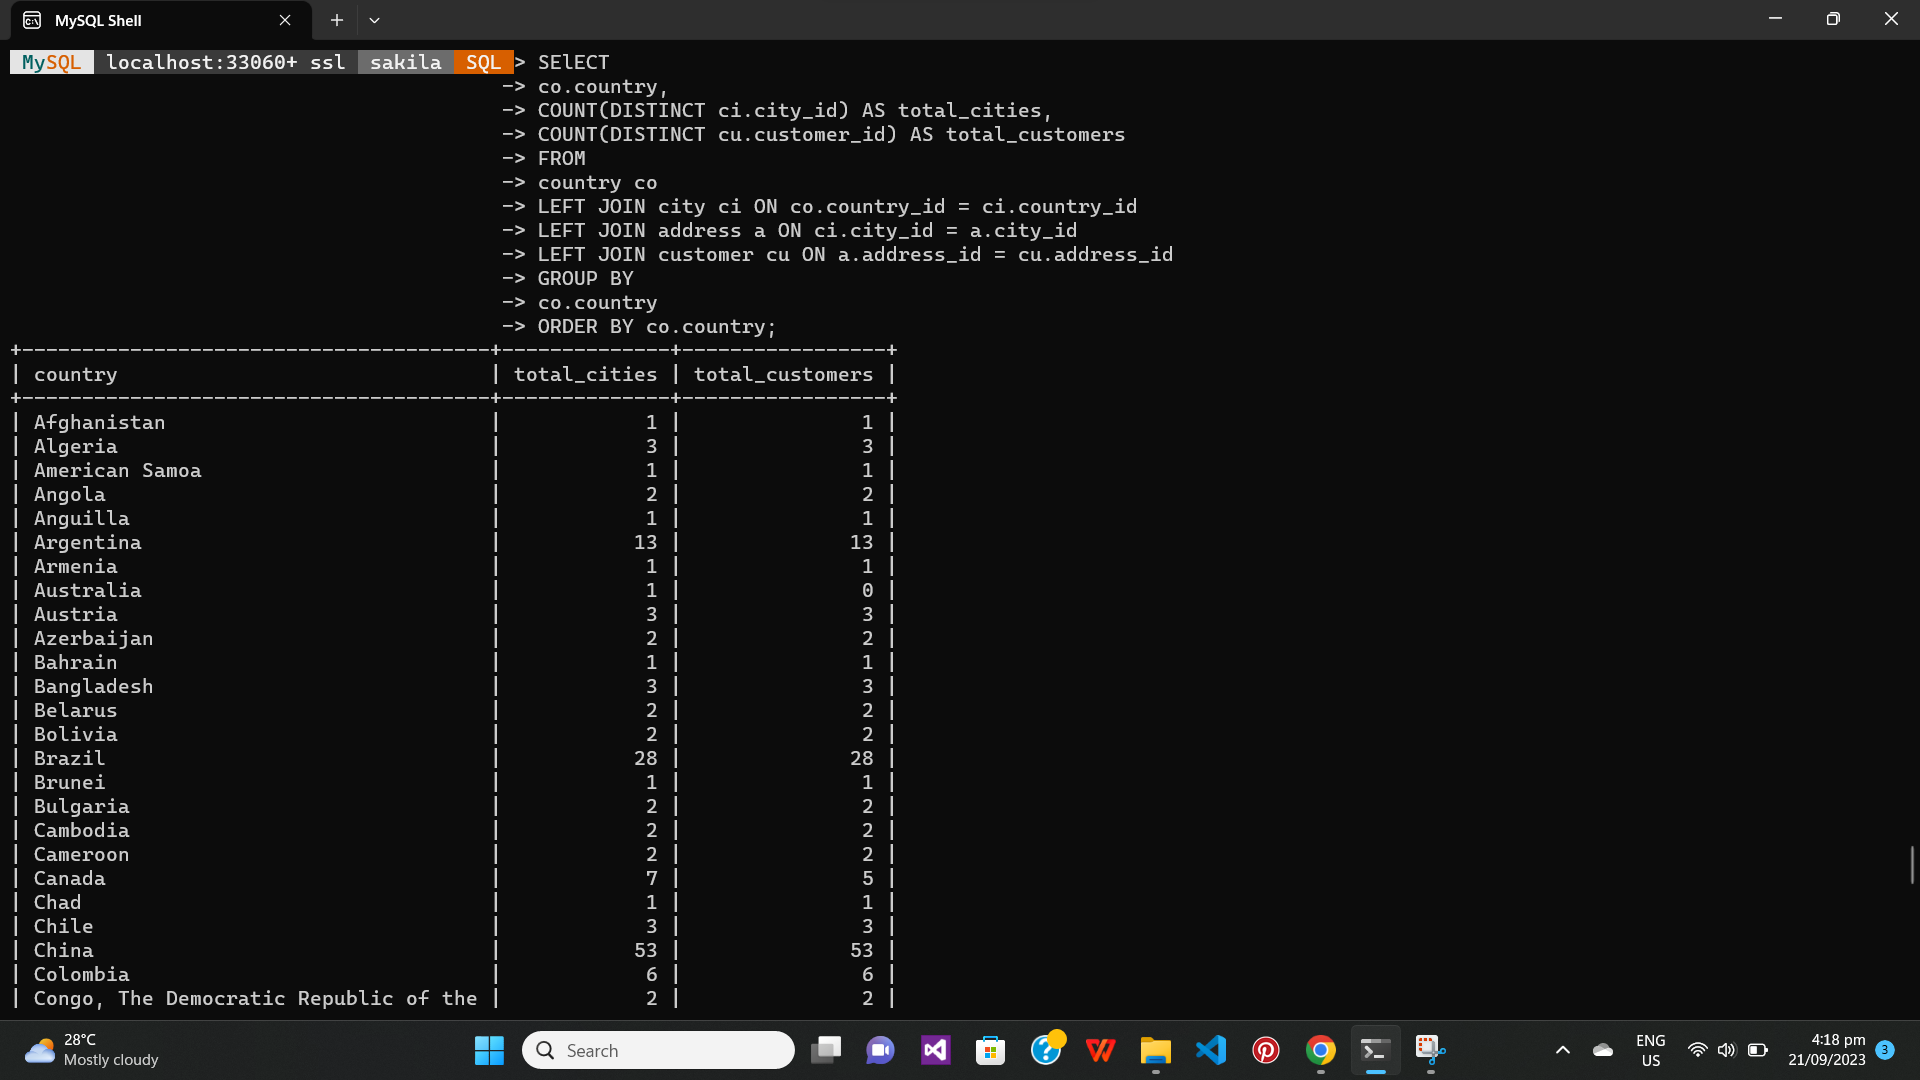 MySQL Shell
MySQL localhost:33060+ ssl sakila SQL > SElECT
-> co.country,
-> COUNT(DISTINCT ci.city_id) AS total_cities,
-> COUNT(DISTINCT cu.customer_id) AS total_customers
-> FROM
-> country co
-> LEFT JOIN city ci ON co.country_id = ci.country_id
-> LEFT JOIN address a ON ci.city_id = a.city_id
-> LEFT JOIN customer cu ON a.address_id = cu.address_id
-> GROUP BY
-> co.country
-> ORDER BY co.country;
+---------------------------------------+--------------+-----------------+
| country | total_cities | total_customers |
+---------------------------------------+--------------+-----------------+
| Afghanistan | 1 | 1 |
| Algeria | 3 | 3 |
| American Samoa | 1 | 1 |
| Angola | 2 | 2 |
| Anguilla | 1 | 1 |
| Argentina | 13 | 13 |
| Armenia | 1 | 1 |
| Australia | 1 | 0 |
| Austria | 3 | 3 |
| Azerbaijan | 2 | 2 |
| Bahrain | 1 | 1 |
| Bangladesh | 3 | 3 |
| Belarus | 2 | 2 |
| Bolivia | 2 | 2 |
| Brazil | 28 | 28 |
| Brunei | 1 | 1 |
| Bulgaria | 2 | 2 |
| Cambodia | 2 | 2 |
| Cameroon | 2 | 2 |
| Canada | 7 | 5 |
| Chad | 1 | 1 |
| Chile | 3 | 3 |
| China | 53 | 53 |
| Colombia | 6 | 6 |
| Congo, The Democratic Republic of the | 2 | 2 |
28°C
Mostly cloudy
Search
ENG
US
4:18 pm
21/09/2023
3